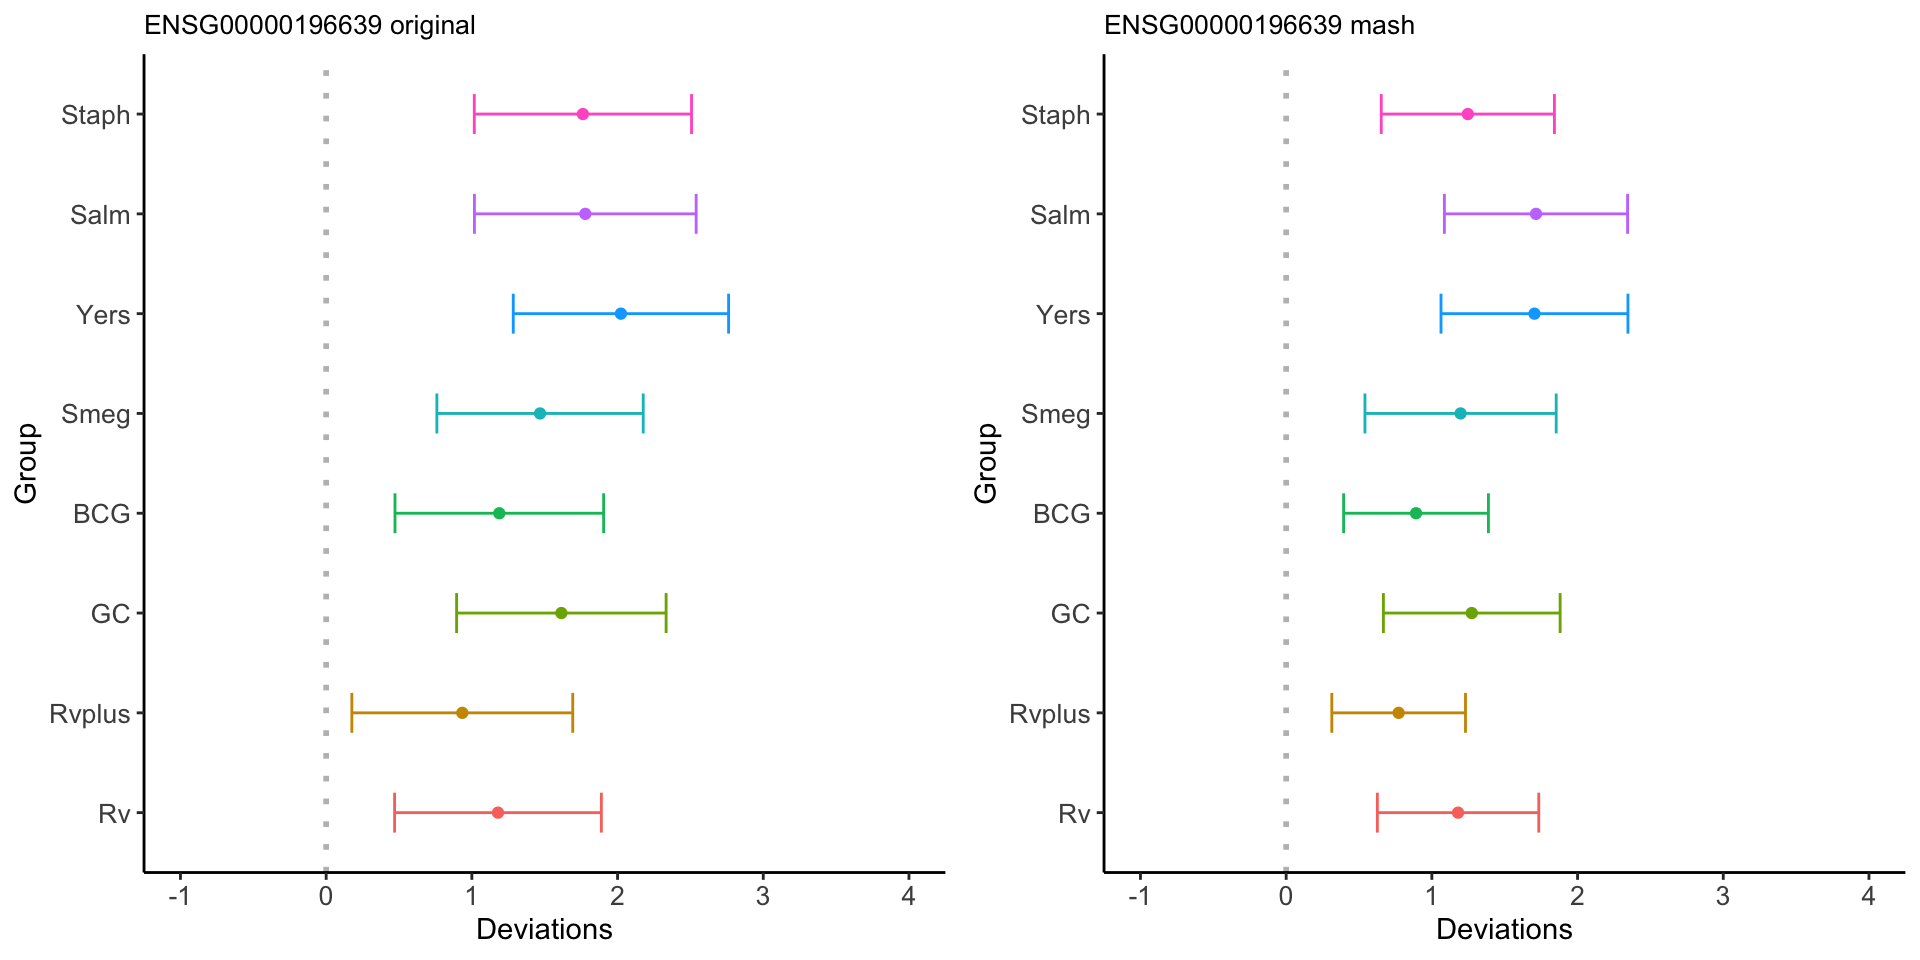 ENSG00000196639 original
Group
Staph
Salm
Yers
Smeg
BCG
GC
Rvplus
Rv
-1 0 1 2 3 4
Deviations
ENSG00000196639 mash
Group
Staph
Salm
Yers
Smeg
BCG
GC
Rvplus
Rv
-1 0 1 2 3 4
Deviations